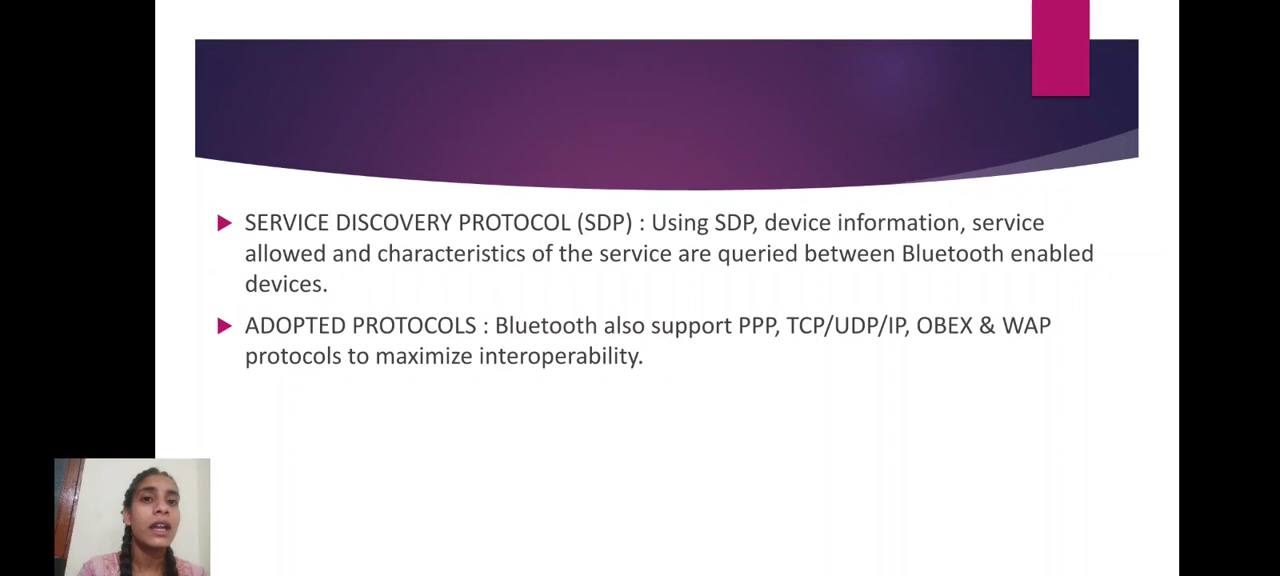 SERVICE DISCOVERY PROTOCOL (SDP) : Using SDP, device information, service
allowed and characteristics of the service are queried between Bluetooth enabled
devices.
ADOPTED PROTOCOLS : Bluetooth also support PPP, TCP/UDP/IP, OBEX & WAP
protocols to maximize interoperability.